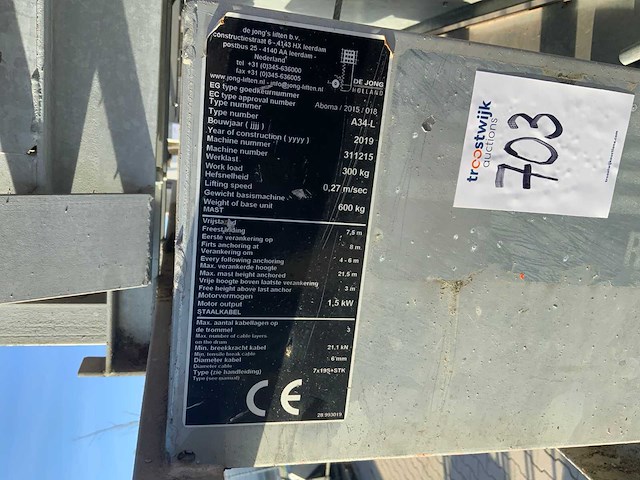 de jong's liften b.v.
constructiestraat 6 - 4143 HX leerdam
postbus 25 - 4140 AA leerdam -
Nederland
tel +31 (0)345-636000
fax +31 (0)345-636005
www.jong-liften.nl - info@jong-liften.nl
DE JONG
HOLLAND
EG type goedkeurnummer
EC type approval number Aboma / 2015 / 018
Type nummer
Type number A34-L
Bouwjaar ( jjjj )
Year of construction ( yyyy ) 2019
Machine nummer
Machine number 311215
Werklast
Work load 300 kg
Hefsnelheid
Lifting speed 0,27 m/sec
Gewicht basismachine
Weight of base unit 600 kg
MAST
Vrijstaand
Freestanding 7,5 m
Eerste verankering op
Firts anchoring at 6 m
Verankering om
Every following anchoring 4 - 6 m
Max. verankerde hoogte
Max. mast height anchored 21,5 m
Vrije hoogte boven laatste verankering
Free height above last anchor 3 m
Motorvermogen
Motor output 1,5 kW
STAALKABEL
Max. aantal kabellagen op
de trommel 3
Max. number of cable layers
on the drum
Min. breekkracht kabel 21,1 kN
Min. tensile break cable
Diameter kabel 6 mm
Diameter cable
Type (zie handleiding) 7x19S+STK
Type (see manual)
CE
troostwijk
auctions
703